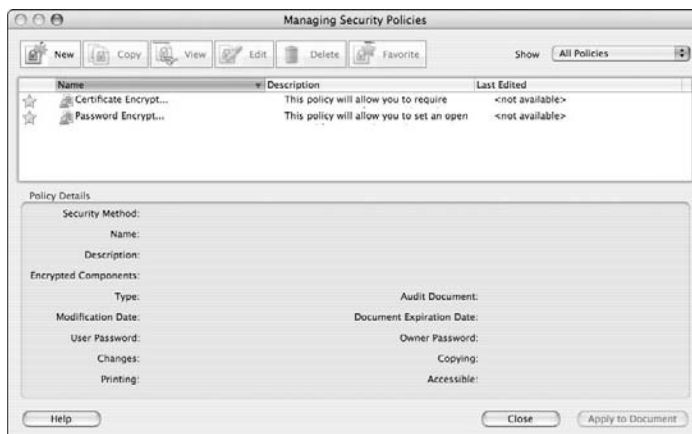 Managing Security Policies
New Copy View Edit Delete Favorite Show All Policies
Name Description Last Edited
Certificate Encrypt... This policy will allow you to require <not available>
Password Encrypt... This policy will allow you to set an open <not available>
Policy Details
Security Method:
Name:
Description:
Encrypted Components:
Type: Audit Document:
Modification Date: Document Expiration Date:
User Password: Owner Password:
Changes: Copying:
Printing: Accessible:
Help Close Apply to Document